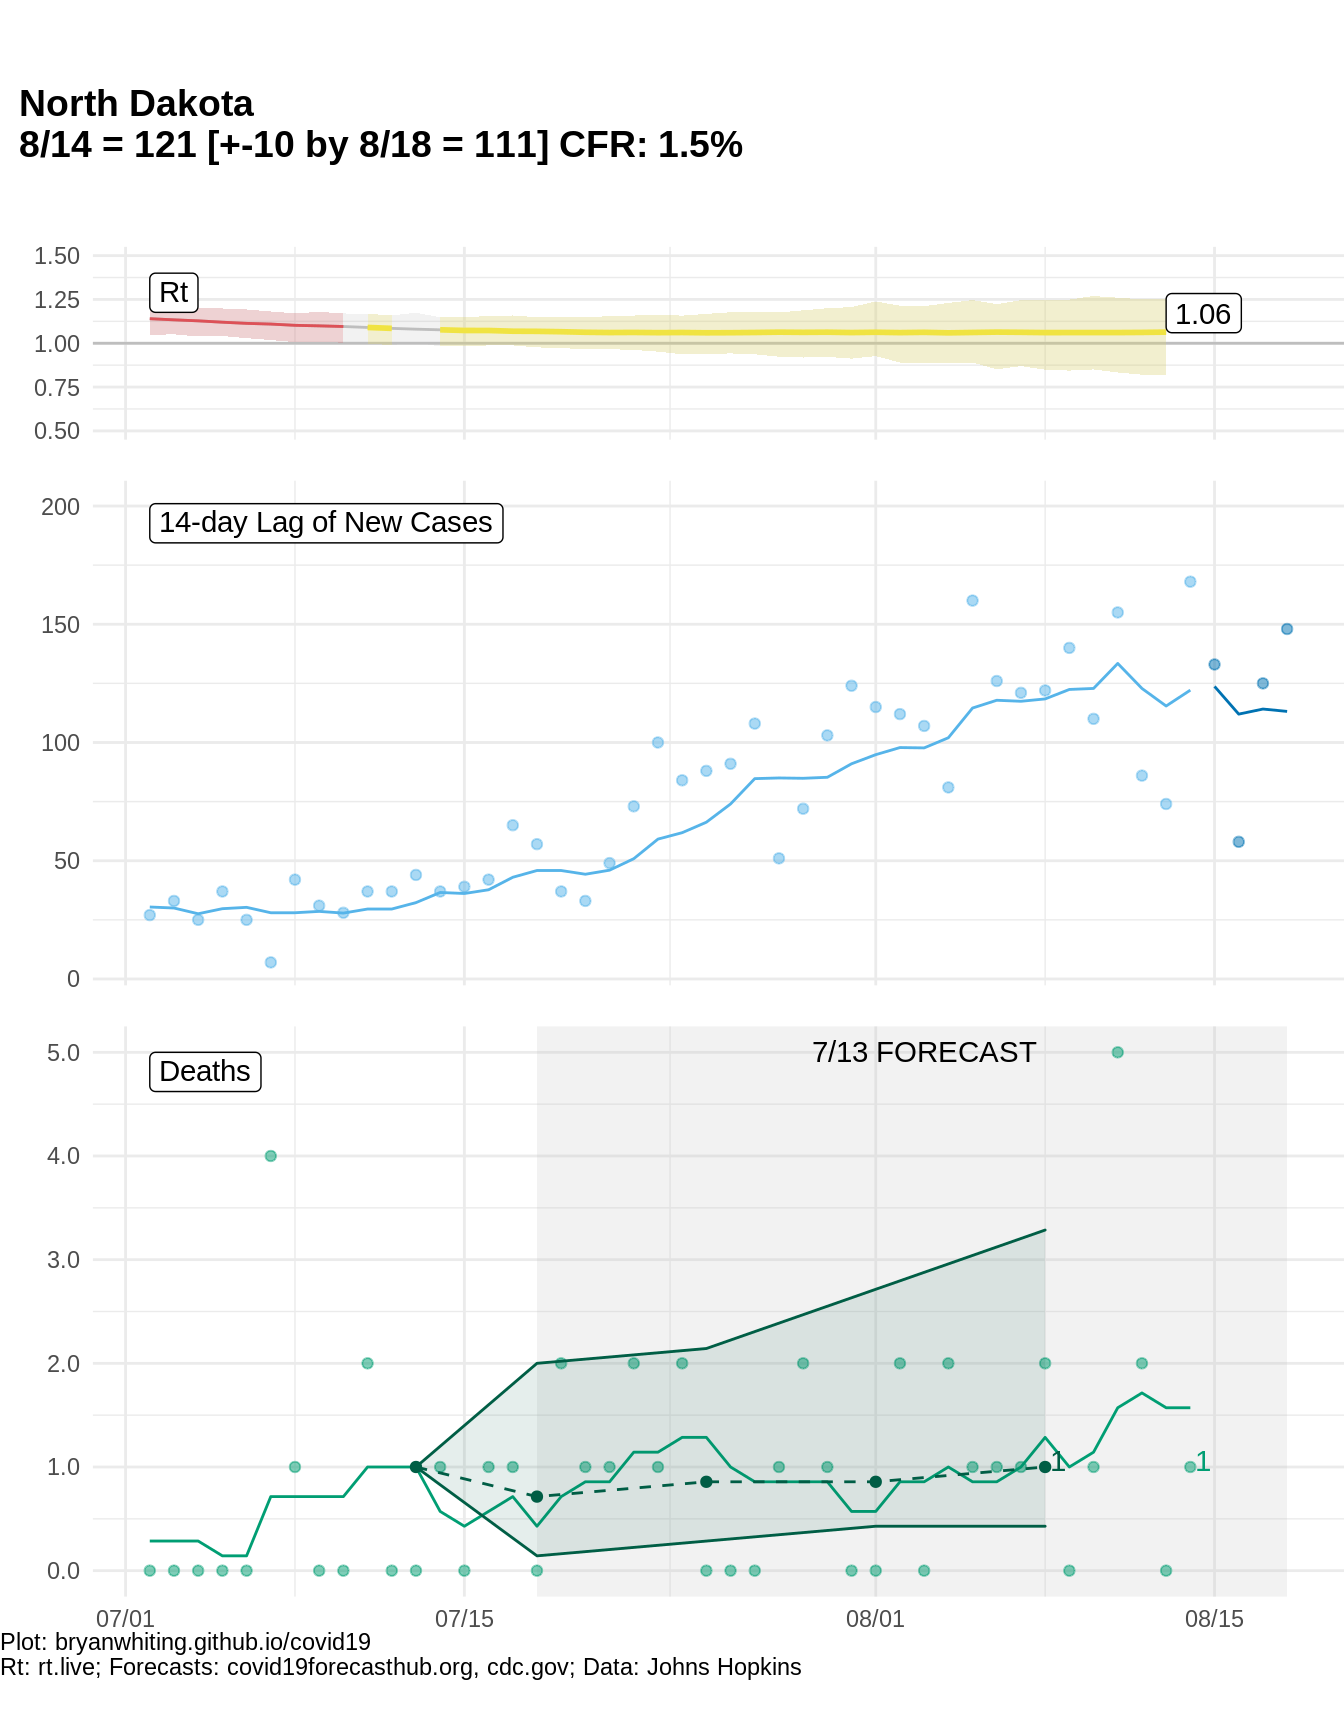 North Dakota
8/14 = 121 [+-10 by 8/18 = 111] CFR: 1.5%
1.50
Rt
1.25
1.06
1.00
0.75
0.50
200
14-day Lag of New Cases
150
100
50
0
5.0
7/13 FORECAST
Deaths
4.0
3.0
2.0
1.0
1
1
0.0
07/01 07/15 08/01 08/15
Plot: bryanwhiting.github.io/covid19
Rt: rt.live; Forecasts: covid19forecasthub.org, cdc.gov; Data: Johns Hopkins